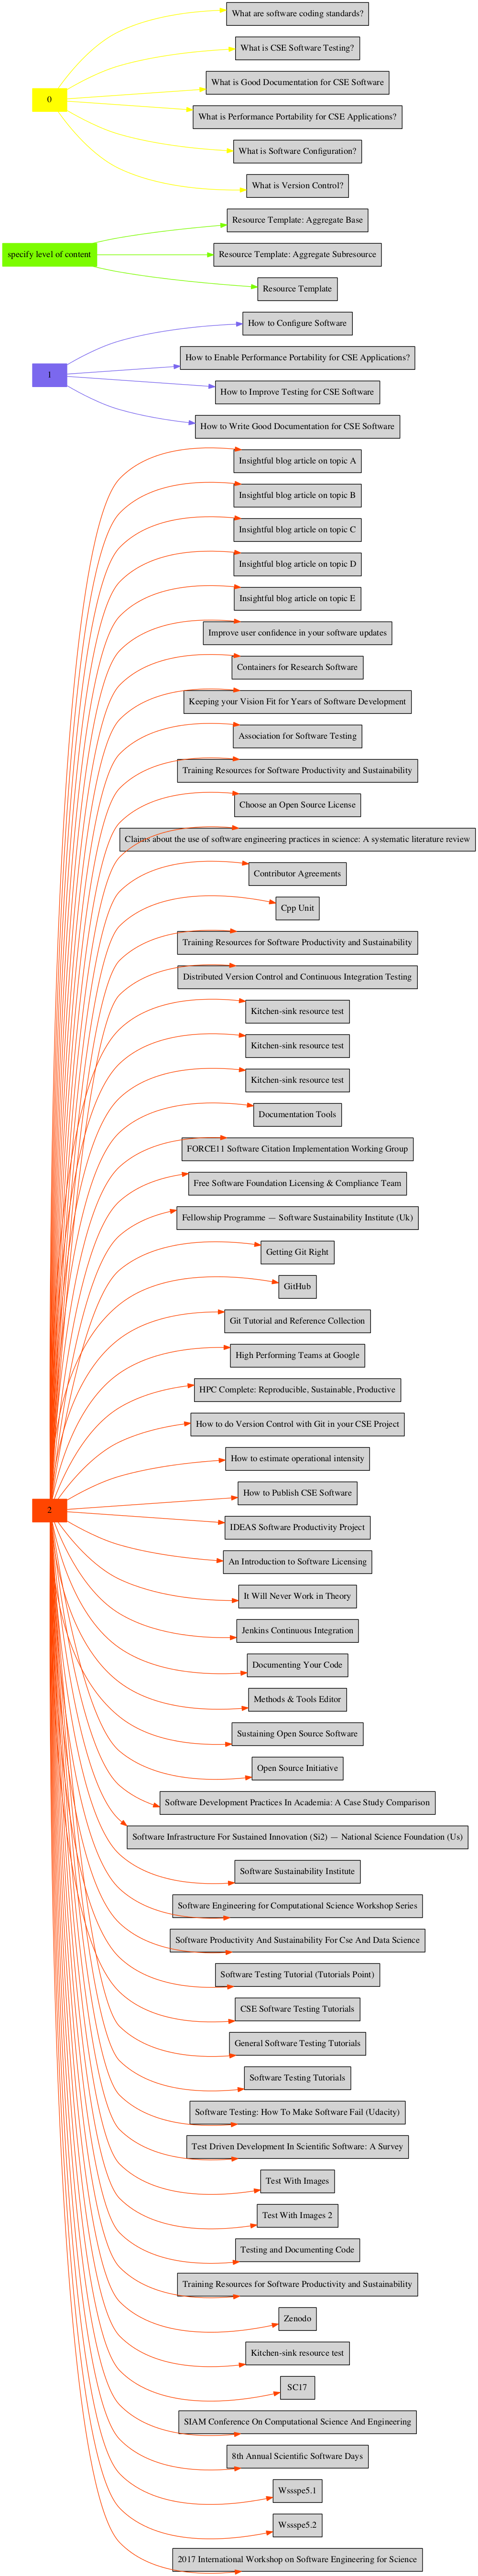 What are software coding standards?
What is CSE Software Testing?
What is Good Documentation for CSE Software
0
What is Performance Portability for CSE Applications?
What is Software Configuration?
What is Version Control?
Resource Template: Aggregate Base
specify level of content
Resource Template: Aggregate Subresource
Resource Template
How to Configure Software
How to Enable Performance Portability for CSE Applications?
1
How to Improve Testing for CSE Software
How to Write Good Documentation for CSE Software
Insightful blog article on topic A
Insightful blog article on topic B
Insightful blog article on topic C
Insightful blog article on topic D
Insightful blog article on topic E
Improve user confidence in your software updates
Containers for Research Software
Keeping your Vision Fit for Years of Software Development
Association for Software Testing
Training Resources for Software Productivity and Sustainability
Choose an Open Source License
Claims about the use of software engineering practices in science: A systematic literature review
Contributor Agreements
Cpp Unit
Training Resources for Software Productivity and Sustainability
Distributed Version Control and Continuous Integration Testing
Kitchen-sink resource test
Kitchen-sink resource test
Kitchen-sink resource test
Documentation Tools
FORCE11 Software Citation Implementation Working Group
Free Software Foundation Licensing & Compliance Team
Fellowship Programme — Software Sustainability Institute (Uk)
Getting Git Right
GitHub
Git Tutorial and Reference Collection
High Performing Teams at Google
HPC Complete: Reproducible, Sustainable, Productive
How to do Version Control with Git in your CSE Project
How to estimate operational intensity
How to Publish CSE Software
2
IDEAS Software Productivity Project
An Introduction to Software Licensing
It Will Never Work in Theory
Jenkins Continuous Integration
Documenting Your Code
Methods & Tools Editor
Sustaining Open Source Software
Open Source Initiative
Software Development Practices In Academia: A Case Study Comparison
Software Infrastructure For Sustained Innovation (Si2) — National Science Foundation (Us)
Software Sustainability Institute
Software Engineering for Computational Science Workshop Series
Software Productivity And Sustainability For Cse And Data Science
Software Testing Tutorial (Tutorials Point)
CSE Software Testing Tutorials
General Software Testing Tutorials
Software Testing Tutorials
Software Testing: How To Make Software Fail (Udacity)
Test Driven Development In Scientific Software: A Survey
Test With Images
Test With Images 2
Testing and Documenting Code
Training Resources for Software Productivity and Sustainability
Zenodo
Kitchen-sink resource test
SC17
SIAM Conference On Computational Science And Engineering
8th Annual Scientific Software Days
Wssspe5.1
Wssspe5.2
2017 International Workshop on Software Engineering for Science